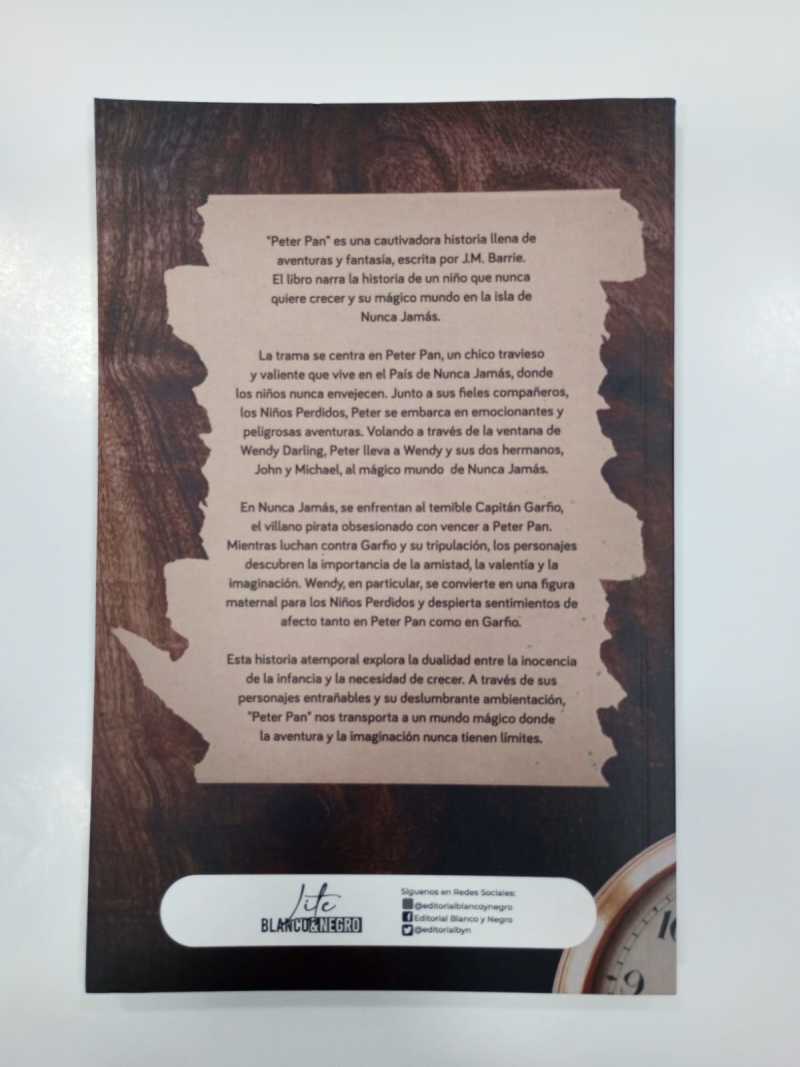 "Peter Pan" es una cautivadora historia llena de
aventuras y fantasía, escrita por J.M. Barrie.
El libro narra la historia de un niño que nunca
quiere crecer y su mágico mundo en la isla de
Nunca Jamás.
La trama se centra en Peter Pan, un chico travieso
y valiente que vive en el País de Nunca Jamás, donde
los niños nunca envejecen. Junto a sus fieles compañeros,
los Niños Perdidos, Peter se embarca en emocionantes y
peligrosas aventuras. Volando a través de la ventana de
Wendy Darling, Peter lleva a Wendy y sus dos hermanos,
John y Michael, al mágico mundo de Nunca Jamás.
En Nunca Jamás, se enfrentan al temible Capitán Garfio,
el villano pirata obsesionado con vencer a Peter Pan.
Mientras luchan contra Garfio y su tripulación, los personajes
descubren la importancia de la amistad, la valentía y la
imaginación. Wendy, en particular, se convierte en una figura
maternal para los Niños Perdidos y despierta sentimientos de
afecto tanto en Peter Pan como en Garfio.
Esta historia atemporal explora la dualidad entre la inocencia
de la infancia y la necesidad de crecer. A través de sus
personajes entrañables y su deslumbrante ambientación,
"Peter Pan" nos transporta a un mundo mágico donde
la aventura y la imaginación nunca tienen límites.
Lite
BLANCO&NEGRO
Síguenos en Redes Sociales:
@editorialblancoynegro
Editorial Blanco y Negro
@editorialbyn
10
9